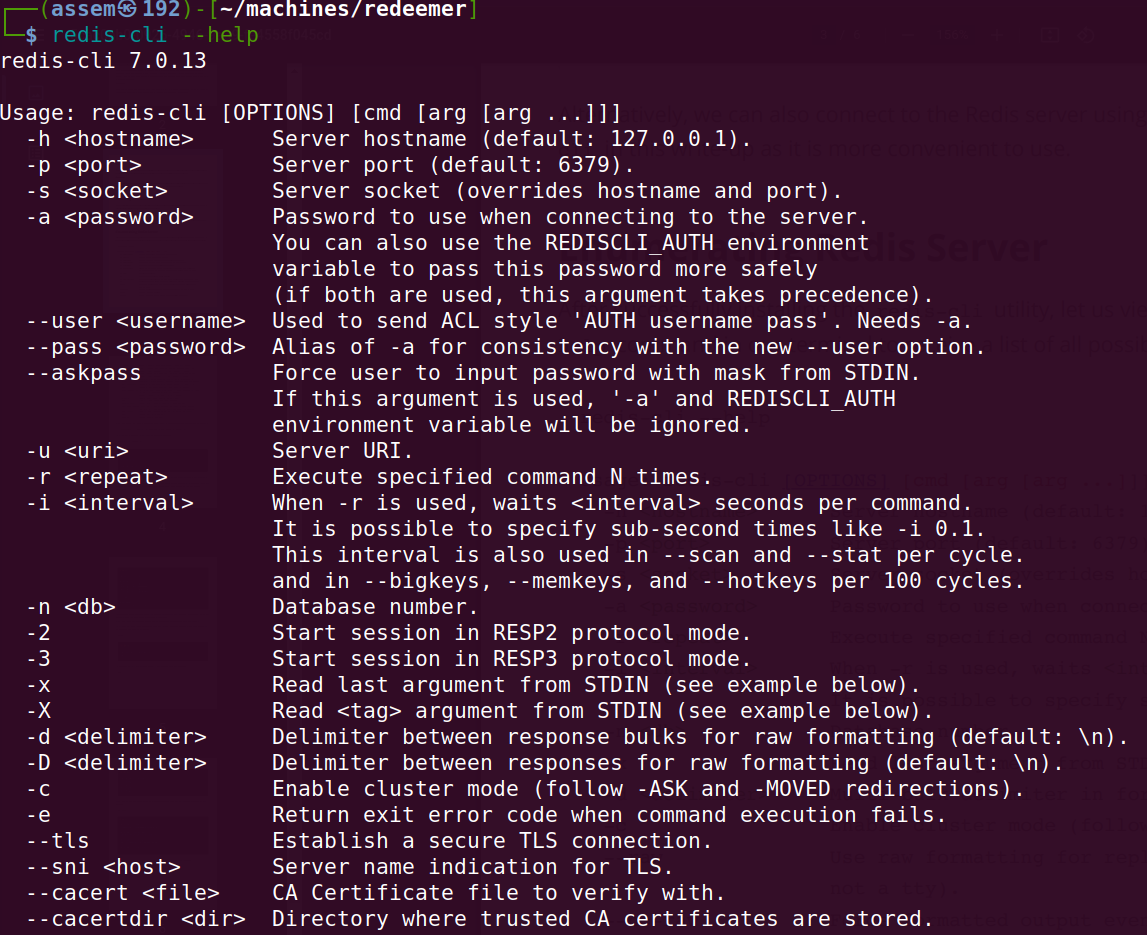 (assem㉿192)-[~/machines/redeemer]
$ redis-cli --help
redis-cli 7.0.13
Usage: redis-cli [OPTIONS] [cmd [arg [arg ...]]]
-h <hostname> Server hostname (default: 127.0.0.1).
-p <port> Server port (default: 6379).
-s <socket> Server socket (overrides hostname and port).
-a <password> Password to use when connecting to the server.
You can also use the REDISCLI_AUTH environment
variable to pass this password more safely
(if both are used, this argument takes precedence).
--user <username> Used to send ACL style 'AUTH username pass'. Needs -a.
--pass <password> Alias of -a for consistency with the new --user option.
--askpass Force user to input password with mask from STDIN.
If this argument is used, '-a' and REDISCLI_AUTH
environment variable will be ignored.
-u <uri> Server URI.
-r <repeat> Execute specified command N times.
-i <interval> When -r is used, waits <interval> seconds per command.
It is possible to specify sub-second times like -i 0.1.
This interval is also used in --scan and --stat per cycle.
and in --bigkeys, --memkeys, and --hotkeys per 100 cycles.
-n <db> Database number.
-2 Start session in RESP2 protocol mode.
-3 Start session in RESP3 protocol mode.
-x Read last argument from STDIN (see example below).
-X Read <tag> argument from STDIN (see example below).
-d <delimiter> Delimiter between response bulks for raw formatting (default: \n).
-D <delimiter> Delimiter between responses for raw formatting (default: \n).
-c Enable cluster mode (follow -ASK and -MOVED redirections).
-e Return exit error code when command execution fails.
--tls Establish a secure TLS connection.
--sni <host> Server name indication for TLS.
--cacert <file> CA Certificate file to verify with.
--cacertdir <dir> Directory where trusted CA certificates are stored.